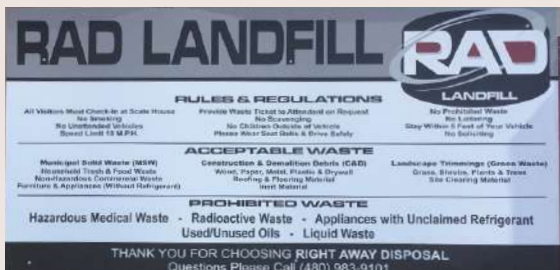 RAD LANDFILL
RAD
LANDFILL
RULES & REGULATIONS
All Visitors Must Check-In at Scale House
No Smoking
No Unattended Vehicles
Speed Limit 15 M.P.H.
Provide Waste Ticket to Attendant on Request
No Scavenging
No Children Outside of Vehicle
Please Wear Seat Belts & Drive Safely
No Prohibited Waste
No Loitering
Stay Within 5 Feet of Your Vehicle
No Soliciting
ACCEPTABLE WASTE
Municipal Solid Waste (MSW)
Household Trash & Food Waste
Non-Hazardous Commercial Waste
Furniture & Appliances (Without Refrigerant)
Construction & Demolition Debris (C&D)
Wood, Paper, Metal, Plastic & Drywall
Roofing & Flooring Material
Inert Material
Landscape Trimmings (Green Waste)
Grass, Shrubs, Plants & Trees
Site Clearing Material
PROHIBITED WASTE
Hazardous Medical Waste - Radioactive Waste - Appliances with Unclaimed Refrigerant
Used/Unused Oils - Liquid Waste
THANK YOU FOR CHOOSING RIGHT AWAY DISPOSAL
Questions Please Call (480) 983-9101